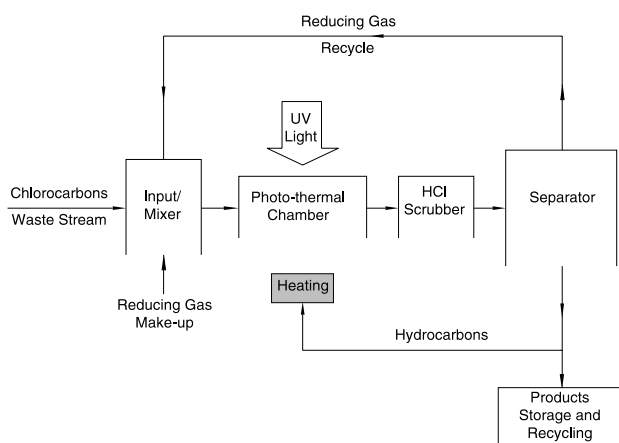 Reducing Gas
Recycle
UV
Light
Chlorocarbons
Waste Stream
Input/
Mixer
Photo-thermal
Chamber
HCl
Scrubber
Separator
Reducing Gas
Make-up
Heating
Hydrocarbons
Products
Storage and
Recycling